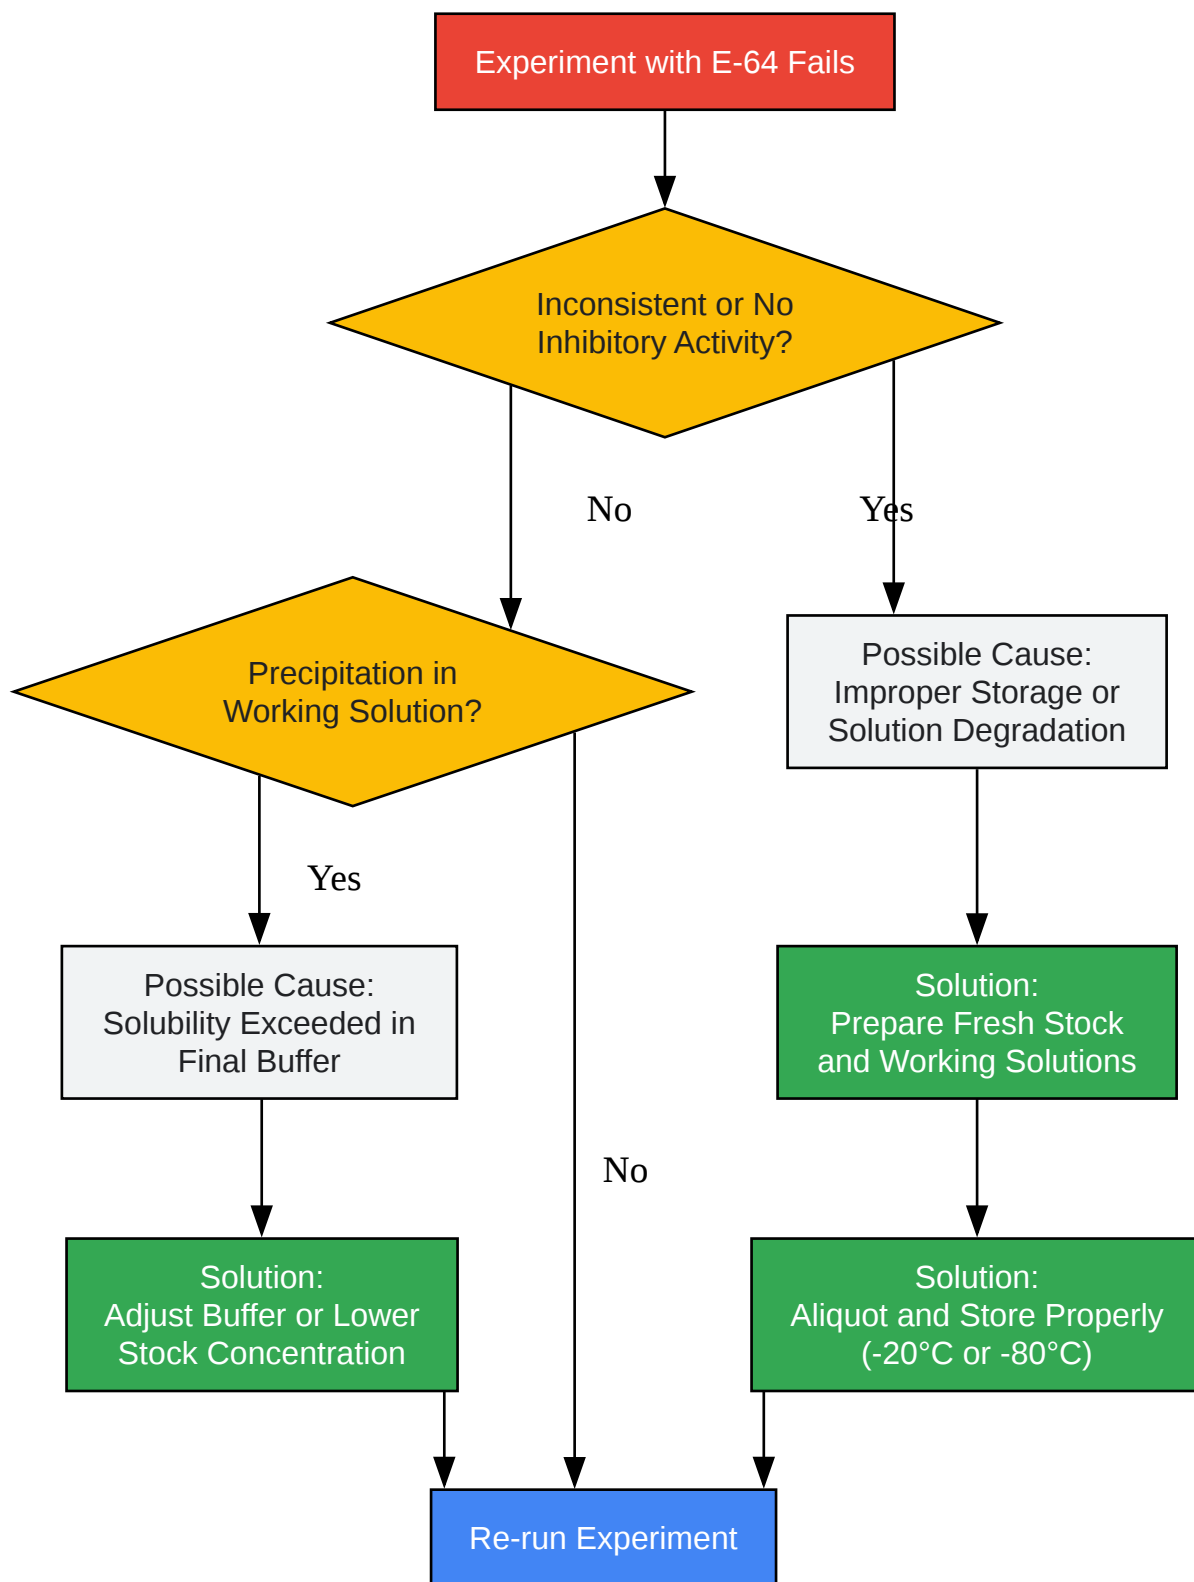 Experiment with E-64 Fails
Inconsistent or No
Inhibitory Activity?
No
Yes
Precipitation in
Working Solution?
Possible Cause:
Improper Storage or
Solution Degradation
Yes
Possible Cause:
Solubility Exceeded in
Final Buffer
Solution:
Prepare Fresh Stock
and Working Solutions
No
Solution:
Adjust Buffer or Lower
Stock Concentration
Solution:
Aliquot and Store Properly
(-20°C or -80°C)
Re-run Experiment